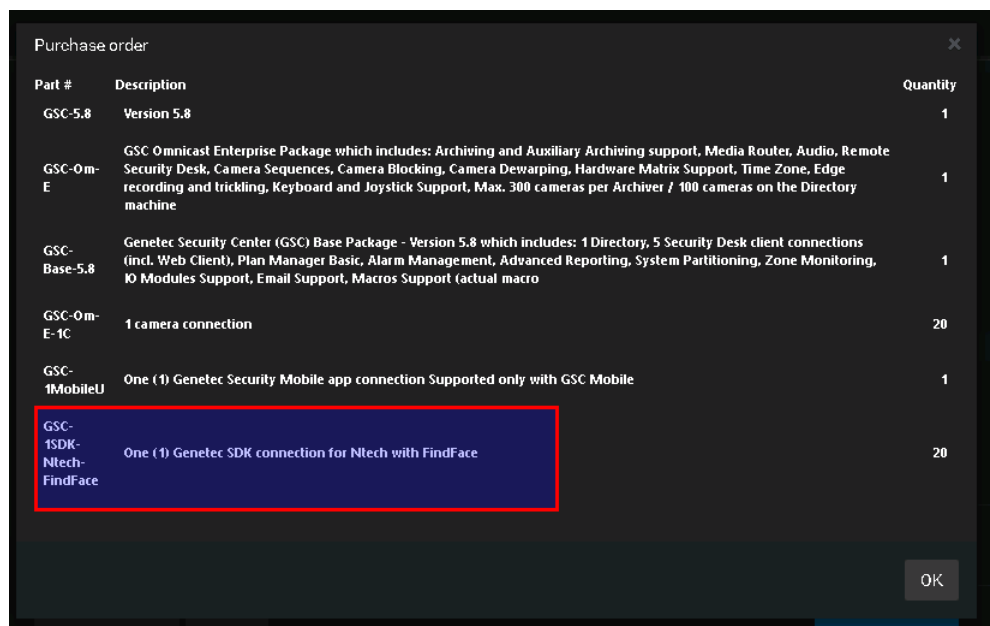 Purchase order ×
Part # Description Quantity
GSC-5.8 Version 5.8 1
GSC Omnicast Enterprise Package which includes: Archiving and Auxiliary Archiving support, Media Router, Audio, Remote
GSC-Om- Security Desk, Camera Sequences, Camera Blocking, Camera Dewarping, Hardware Matrix Support, Time Zone, Edge
E recording and trickling, Keyboard and Joystick Support, Max. 300 cameras per Archiver / 100 cameras on the Directory 1
machine
GSC- Genetec Security Center (GSC) Base Package - Version 5.8 which includes: 1 Directory, 5 Security Desk client connections
Base-5.8 (incl. Web Client), Plan Manager Basic, Alarm Management, Advanced Reporting, System Partitioning, Zone Monitoring, 1
IO Modules Support, Email Support, Macros Support (actual macro
GSC-Om-
E-1C 1 camera connection 20
GSC-
1MobileU One (1) Genetec Security Mobile app connection Supported only with GSC Mobile 1
GSC-
1SDK-
Ntech- One (1) Genetec SDK connection for Ntech with FindFace 20
FindFace
OK